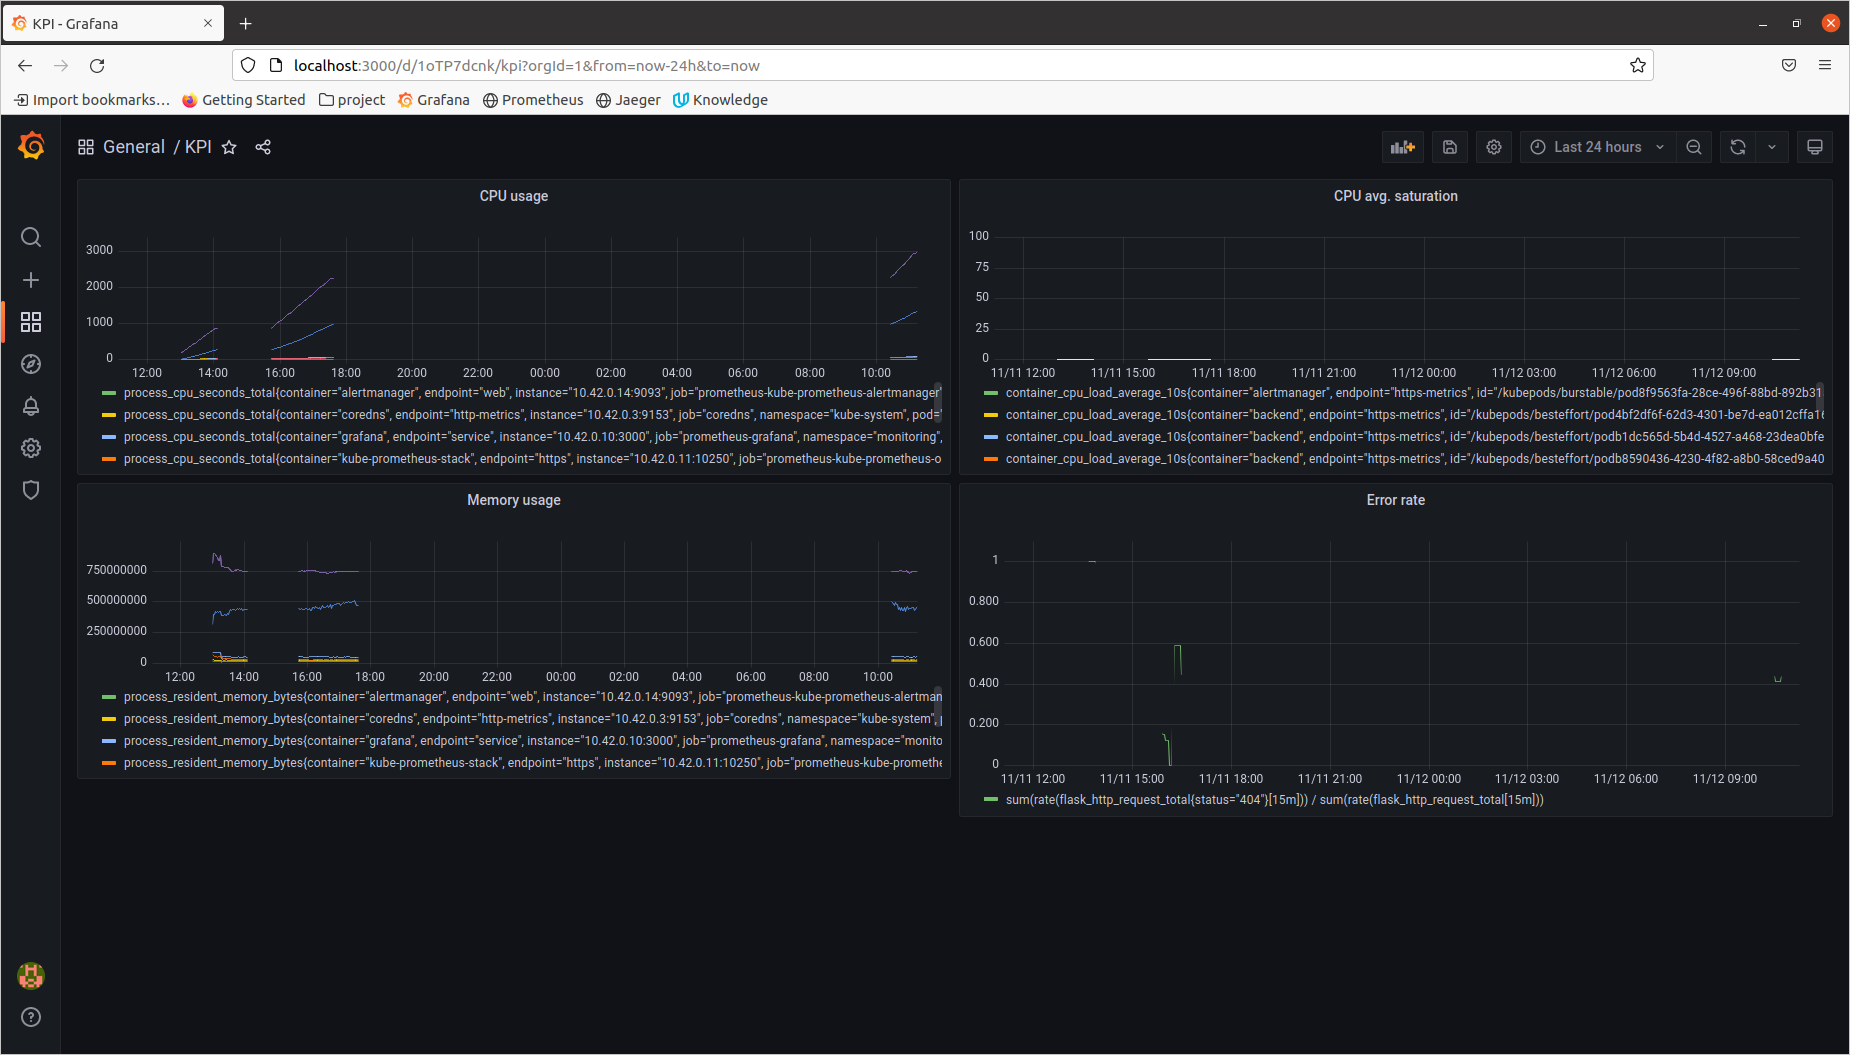 KPI - Grafana
localhost:3000/d/1oTP7dcnk/kpi?orgId=1&from=now-24h&to=now
Import bookmarks… Getting Started project Grafana Prometheus Jaeger Knowledge
General / KPI Last 24 hours
CPU usage
3000
2000
1000
0
12:00 14:00 16:00 18:00 20:00 22:00 00:00 02:00 04:00 06:00 08:00 10:00
process_cpu_seconds_total{container="alertmanager", endpoint="web", instance="10.42.0.14:9093", job="prometheus-kube-prometheus-alertmanager"
process_cpu_seconds_total{container="coredns", endpoint="http-metrics", instance="10.42.0.3:9153", job="coredns", namespace="kube-system", pod="
process_cpu_seconds_total{container="grafana", endpoint="service", instance="10.42.0.10:3000", job="prometheus-grafana", namespace="monitoring",
process_cpu_seconds_total{container="kube-prometheus-stack", endpoint="https", instance="10.42.0.11:10250", job="prometheus-kube-prometheus-o
CPU avg. saturation
100
75
50
25
0
11/11 12:00 11/11 15:00 11/11 18:00 11/11 21:00 11/12 00:00 11/12 03:00 11/12 06:00 11/12 09:00
container_cpu_load_average_10s{container="alertmanager", endpoint="https-metrics", id="/kubepods/burstable/pod8f9563fa-28ce-496f-88bd-892b31
container_cpu_load_average_10s{container="backend", endpoint="https-metrics", id="/kubepods/besteffort/pod4bf2df6f-62d3-4301-be7d-ea012cffa16
container_cpu_load_average_10s{container="backend", endpoint="https-metrics", id="/kubepods/besteffort/podb1dc565d-5b4d-4527-a468-23dea0bfe
container_cpu_load_average_10s{container="backend", endpoint="https-metrics", id="/kubepods/besteffort/podb8590436-4230-4f82-a8b0-58ced9a40
Memory usage
750000000
500000000
250000000
0
12:00 14:00 16:00 18:00 20:00 22:00 00:00 02:00 04:00 06:00 08:00 10:00
process_resident_memory_bytes{container="alertmanager", endpoint="web", instance="10.42.0.14:9093", job="prometheus-kube-prometheus-alertman
process_resident_memory_bytes{container="coredns", endpoint="http-metrics", instance="10.42.0.3:9153", job="coredns", namespace="kube-system", p
process_resident_memory_bytes{container="grafana", endpoint="service", instance="10.42.0.10:3000", job="prometheus-grafana", namespace="monito
process_resident_memory_bytes{container="kube-prometheus-stack", endpoint="https", instance="10.42.0.11:10250", job="prometheus-kube-promethe
Error rate
1
0.800
0.600
0.400
0.200
0
11/11 12:00 11/11 15:00 11/11 18:00 11/11 21:00 11/12 00:00 11/12 03:00 11/12 06:00 11/12 09:00
sum(rate(flask_http_request_total{status="404"}[15m])) / sum(rate(flask_http_request_total[15m]))